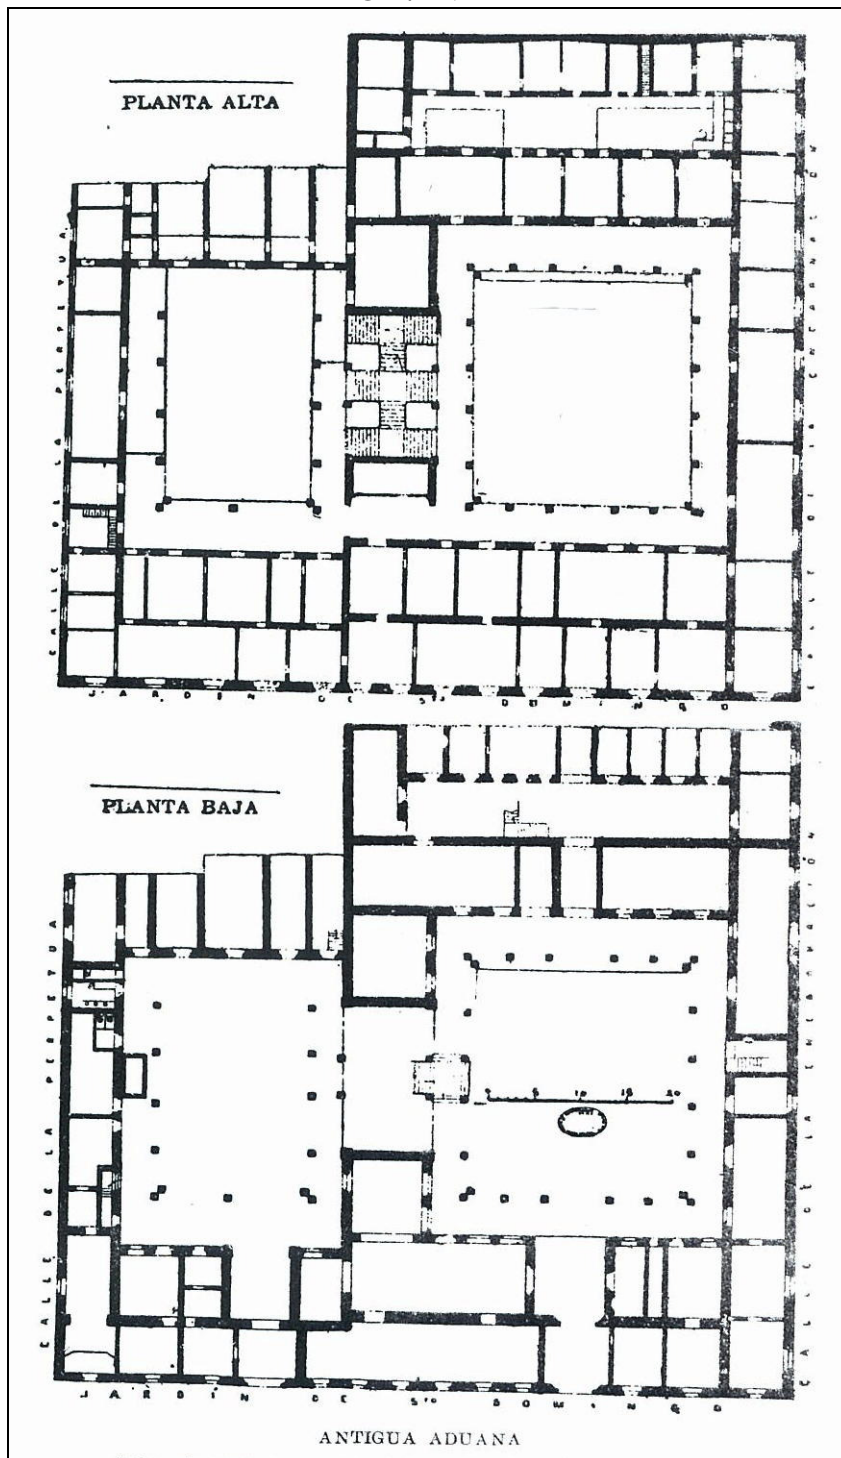 PLANTA ALTA
CALLE DE LA PERPETUA
CALLE DE LA ENCARNACION
JARDIN DE STO DOMINGO
PLANTA BAJA
CALLE DE LA PERPETUA
0 5 10 15 20
CALLE DE LA ENCARNACIÓN
JARDIN DE STO DOMINGO
ANTIGUA ADUANA